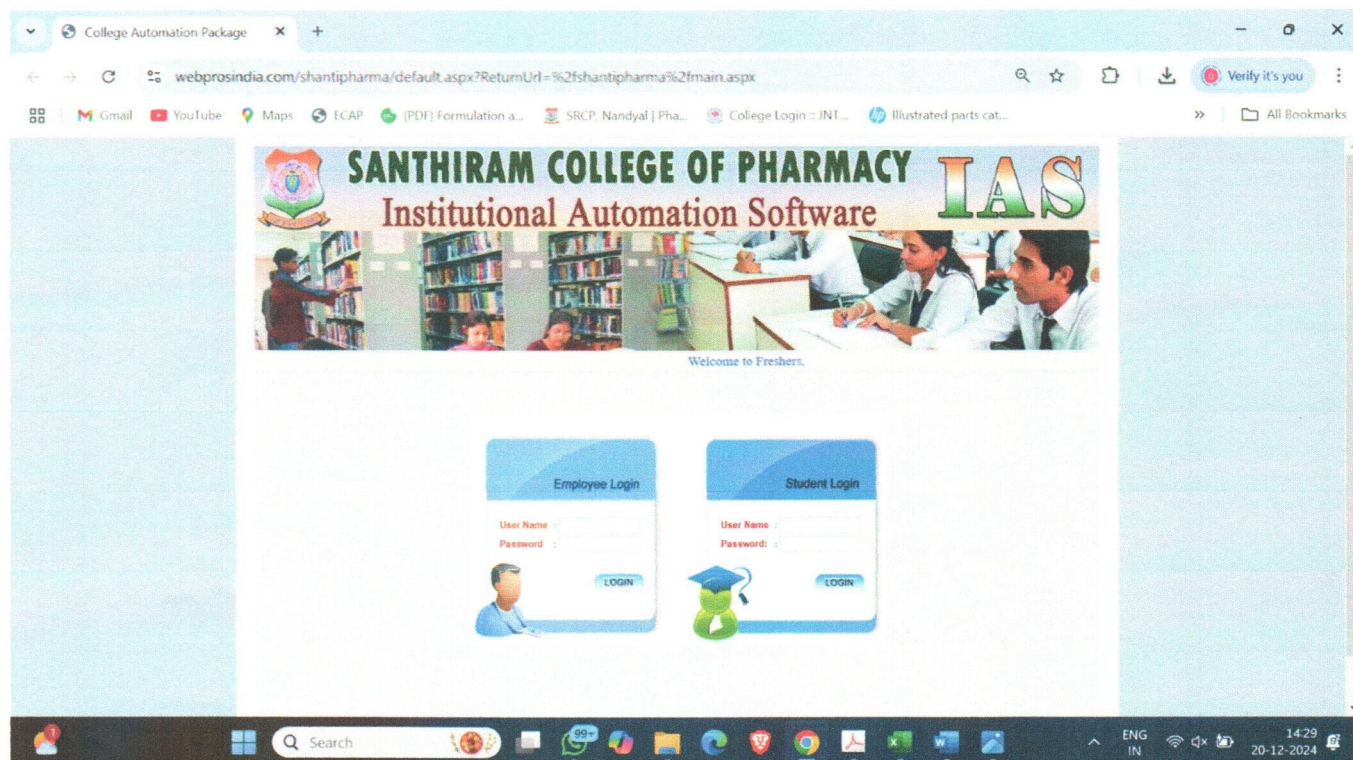 College Automation Package
webprosindia.com/shantipharma/default.aspx?ReturnUrl=%2fshantipharma%2fmain.aspx
Verify it's you
Gmail YouTube Maps ECAP (PDF) Formulation a... SRCP, Nandyal | Pha... College Login :: JNT... Illustrated parts cat... » All Bookmarks
SANTHIRAM COLLEGE OF PHARMACY
IAS
Institutional Automation Software
Welcome to Freshers.
Employee Login
User Name :
Password :
LOGIN
Student Login
User Name :
Password: :
LOGIN
1
Search
99+
ENG
IN
14:29
20-12-2024